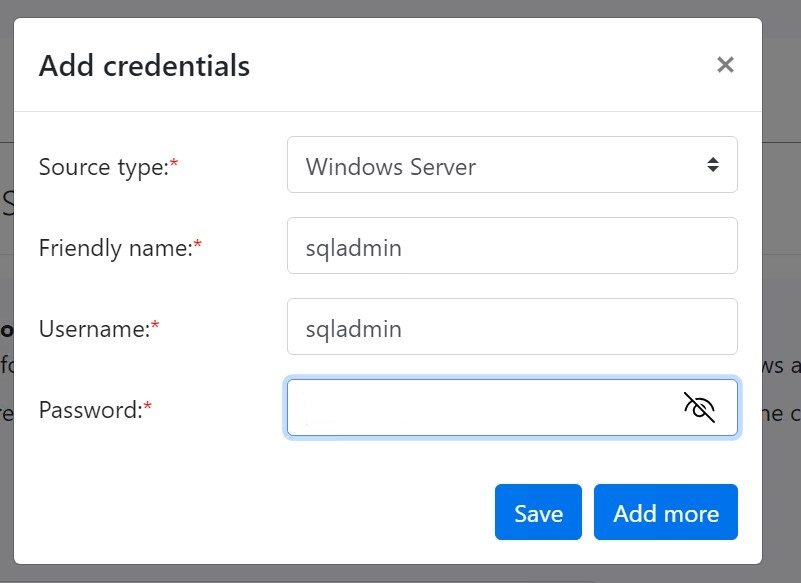 Add credentials
×
Source type:*
Windows Server
Friendly name:*
sqladmin
Username:*
sqladmin
Password:*
Save
Add more